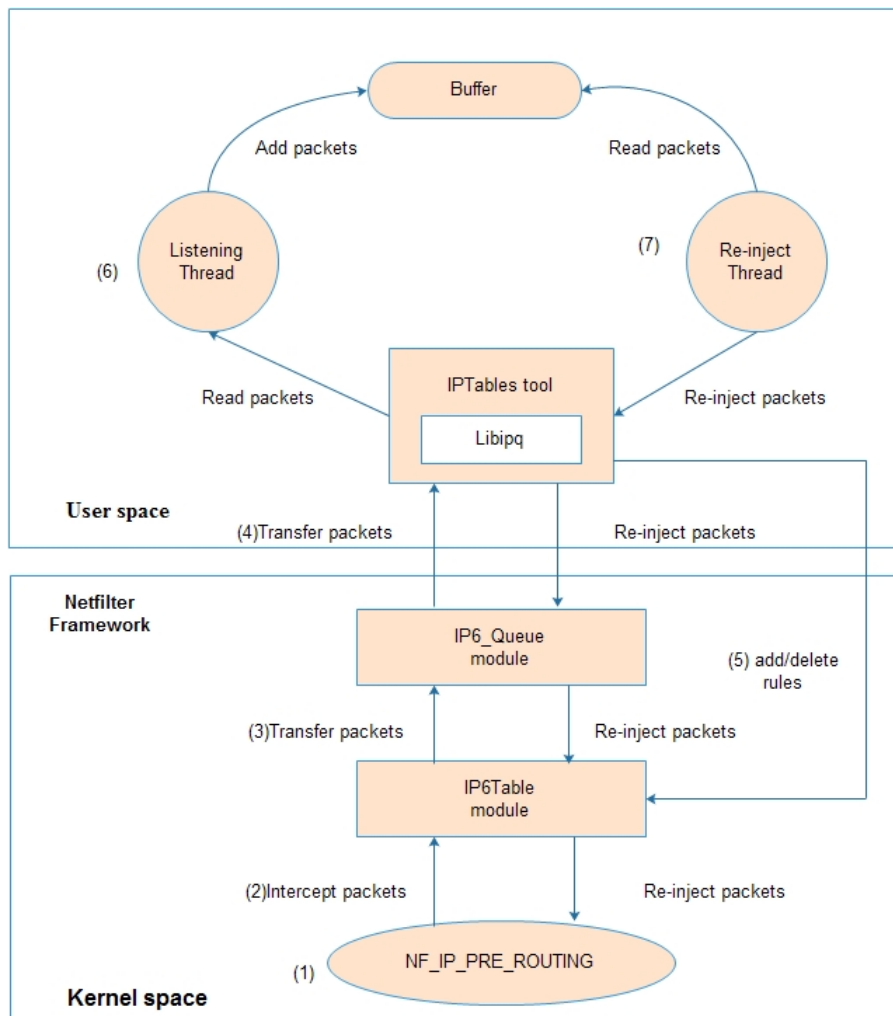 Buffer
Add packets
Read packets
(6)
Listening
Thread
(7)
Re-inject
Thread
Read packets
IPTables tool
Libipq
Re-inject packets
User space
(4)Transfer packets
Re-inject packets
Netfilter
Framework
IP6_Queue
module
(5) add/delete
rules
(3)Transfer packets
Re-inject packets
IP6Table
module
(2)Intercept packets
Re-inject packets
(1)
NF_IP_PRE_ROUTING
Kernel space